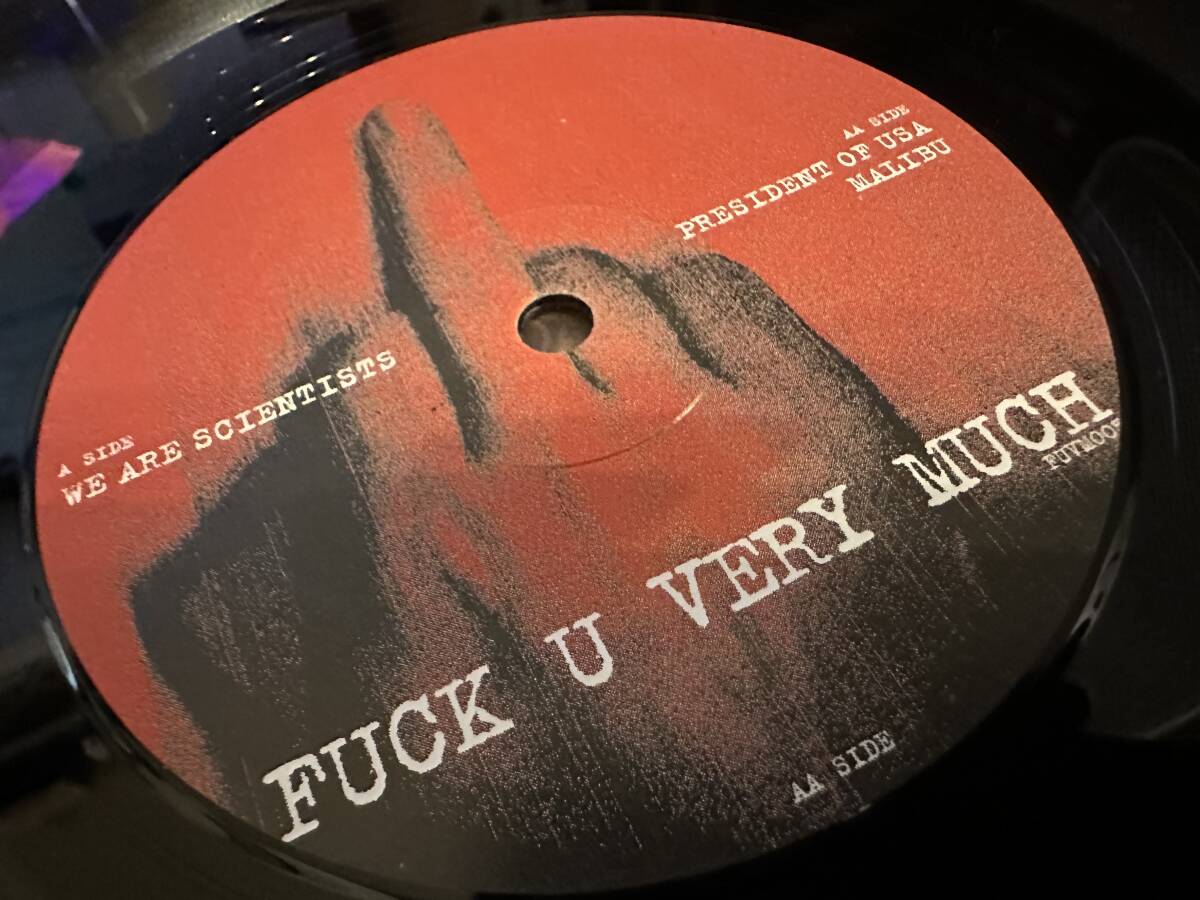 A SIDE
WE ARE SCIENTISTS
AA SIDE
PRESIDENT OF USA
MALIBU
FUCK U VERY MUCH
AA SIDE